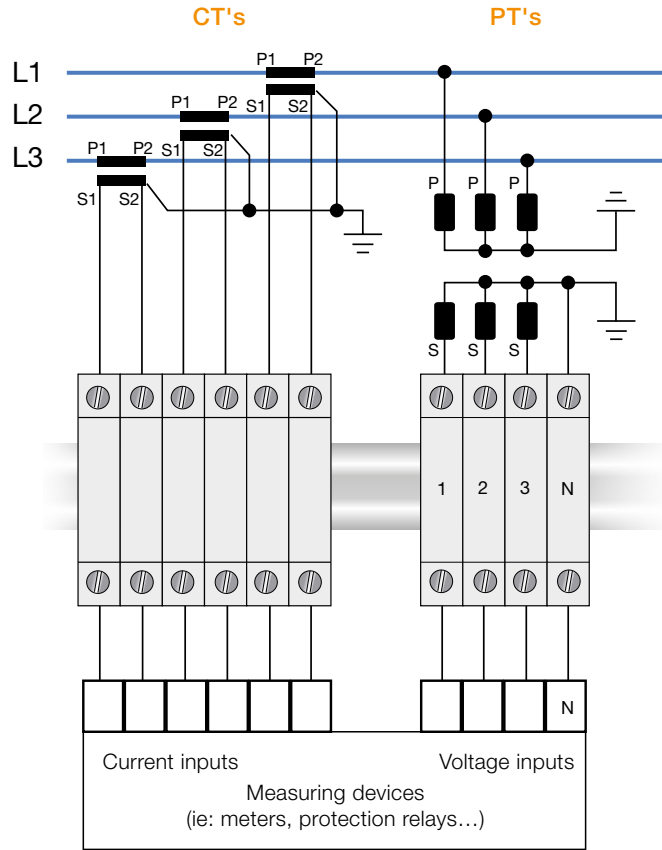 CT's PT's
P1 P2
L1
S1 S2
P1 P2
L2
S1 S2
P1 P2
L3
S1 S2
P P P
S S S
1 2 3 N
N
Current inputs Voltage inputs
Measuring devices
(ie: meters, protection relays…)